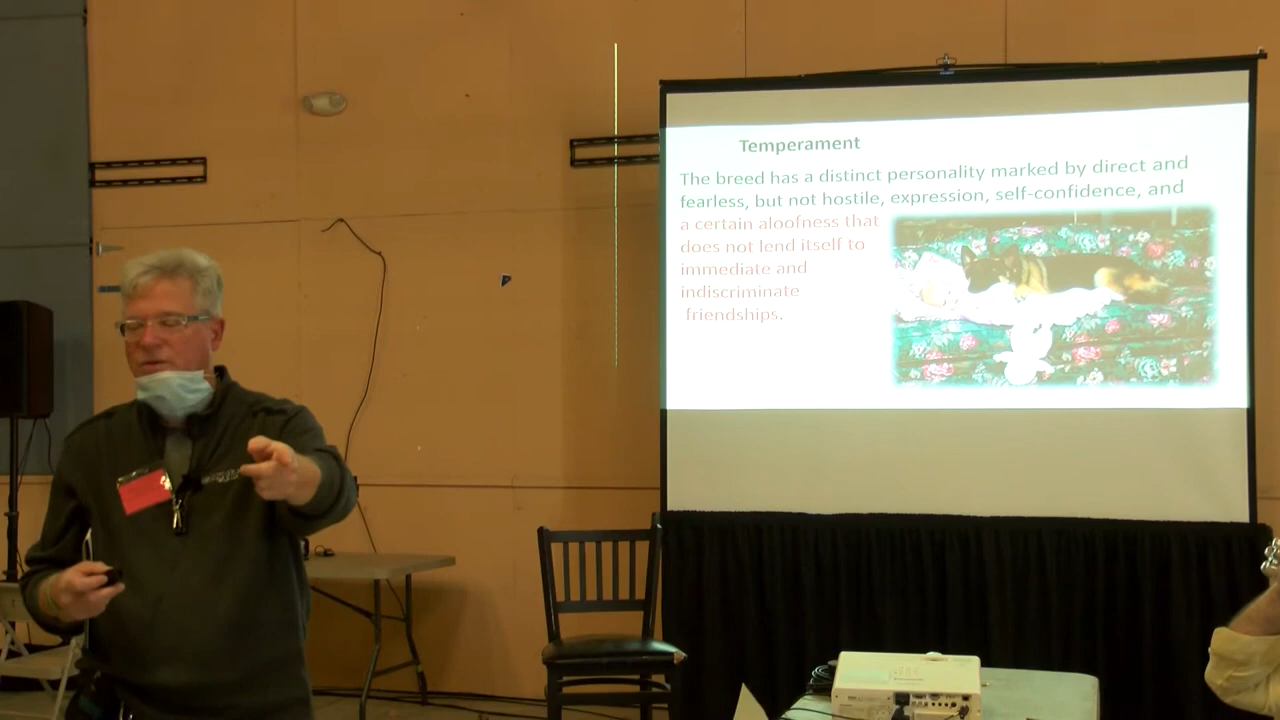 Temperament
The breed has a distinct personality marked by direct and
fearless, but not hostile, expression, self-confidence, and
a certain aloofness that
does not lend itself to
immediate and
indiscriminate
friendships.